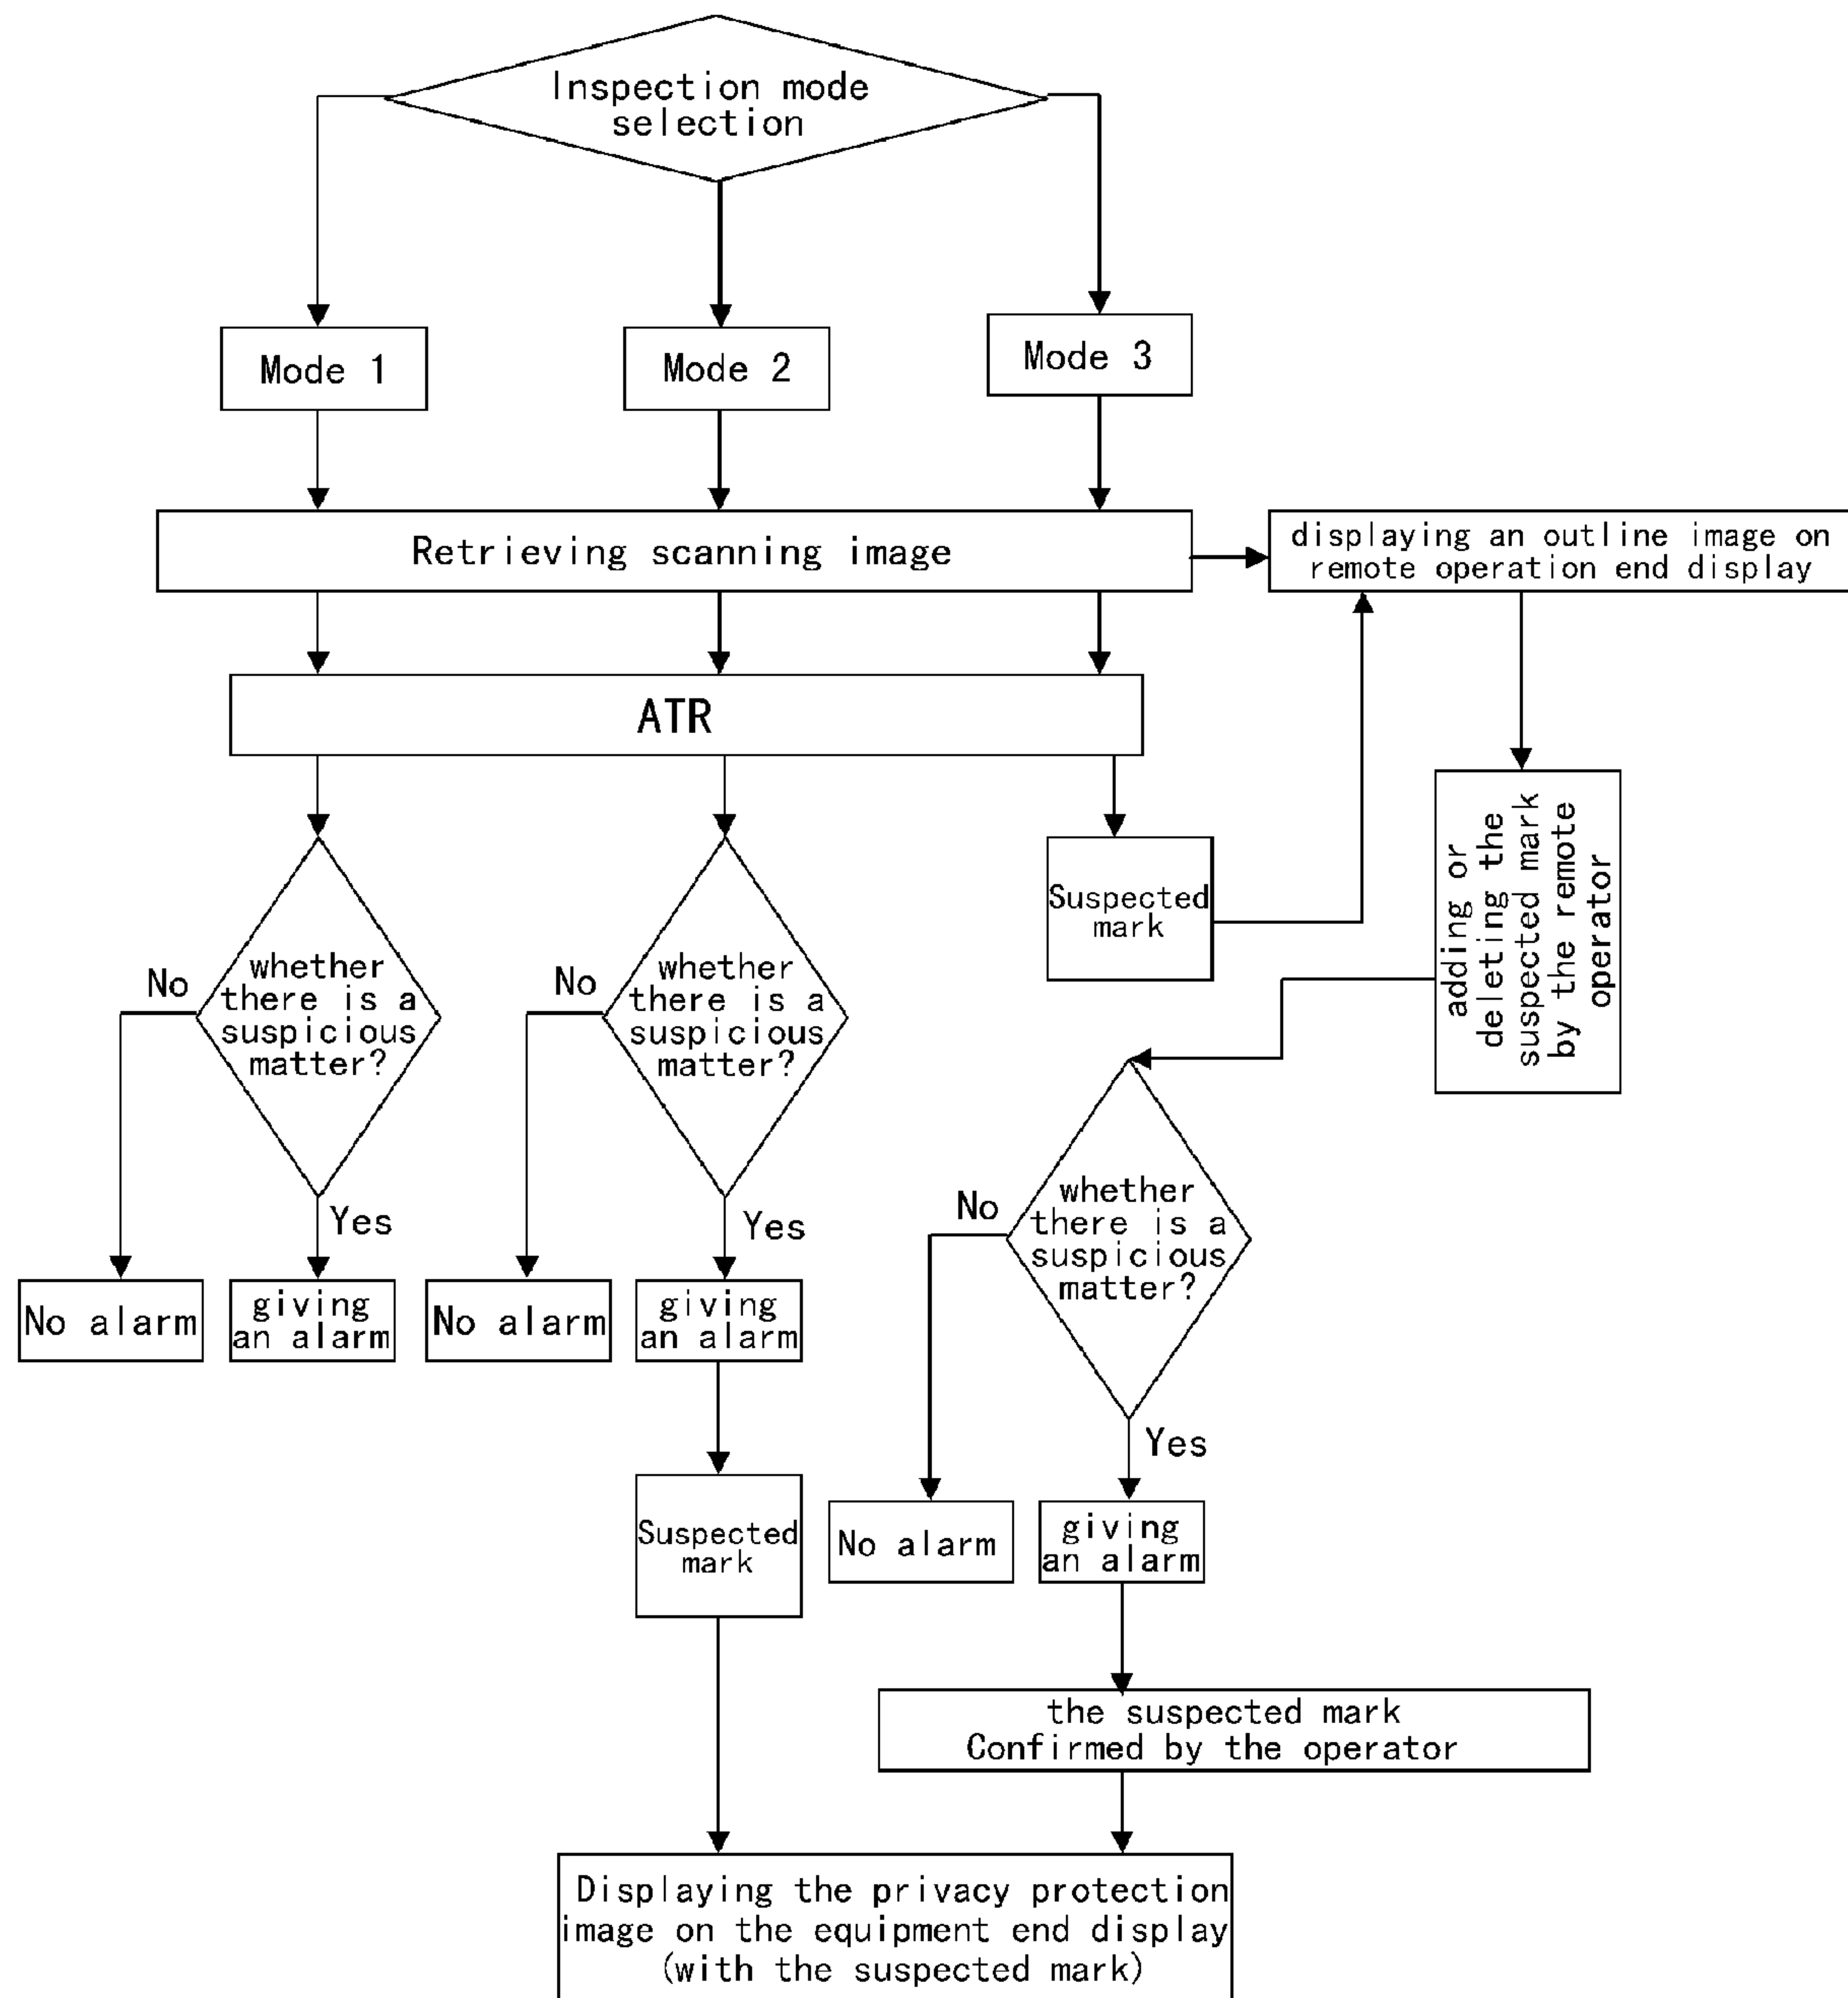 Inspection mode
selection
Mode 1
Mode 2
Mode 3
Retrieving scanning image
displaying an outline image on
remote operation end display
ATR
Suspected
mark
adding or
deleting the
suspected mark
by the remote
operator
No
whether
there is a
suspicious
matter?
Yes
No
whether
there is a
suspicious
matter?
Yes
No alarm
giving
an alarm
No alarm
giving
an alarm
No
whether
there is a
suspicious
matter?
Yes
Suspected
mark
No alarm
giving
an alarm
the suspected mark
Confirmed by the operator
Displaying the privacy protection
image on the equipment end display
(with the suspected mark)